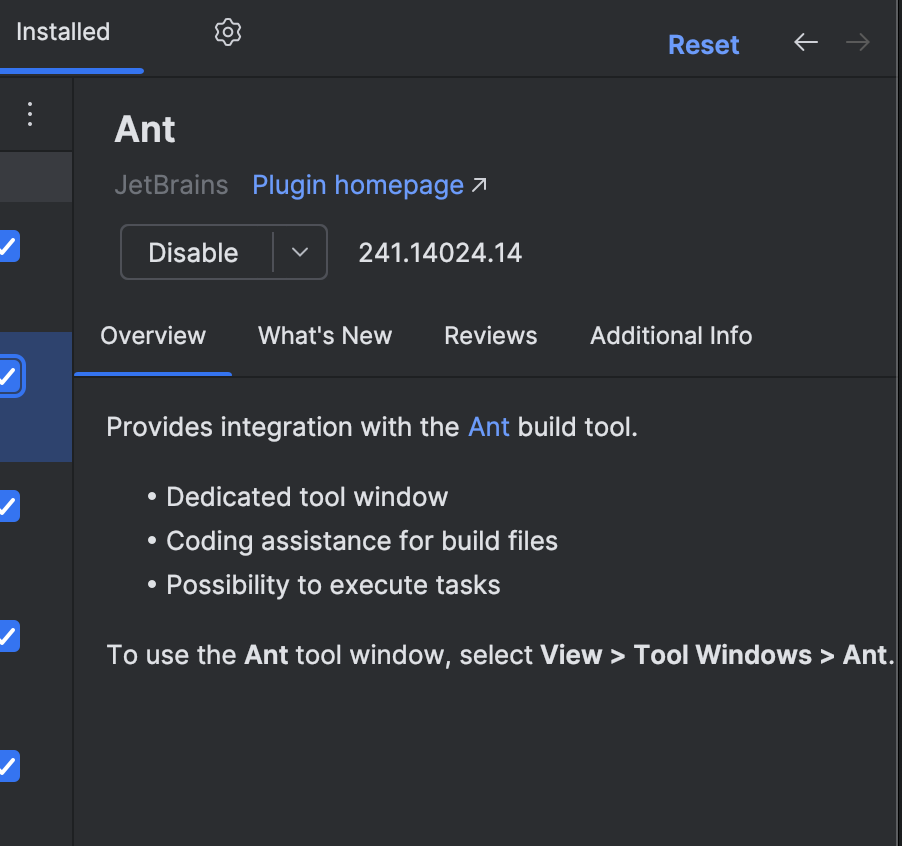 Installed
Reset
Ant
JetBrains Plugin homepage
Disable 241.14024.14
Overview What's New Reviews Additional Info
Provides integration with the Ant build tool.
• Dedicated tool window
• Coding assistance for build files
• Possibility to execute tasks
To use the Ant tool window, select View > Tool Windows > Ant.